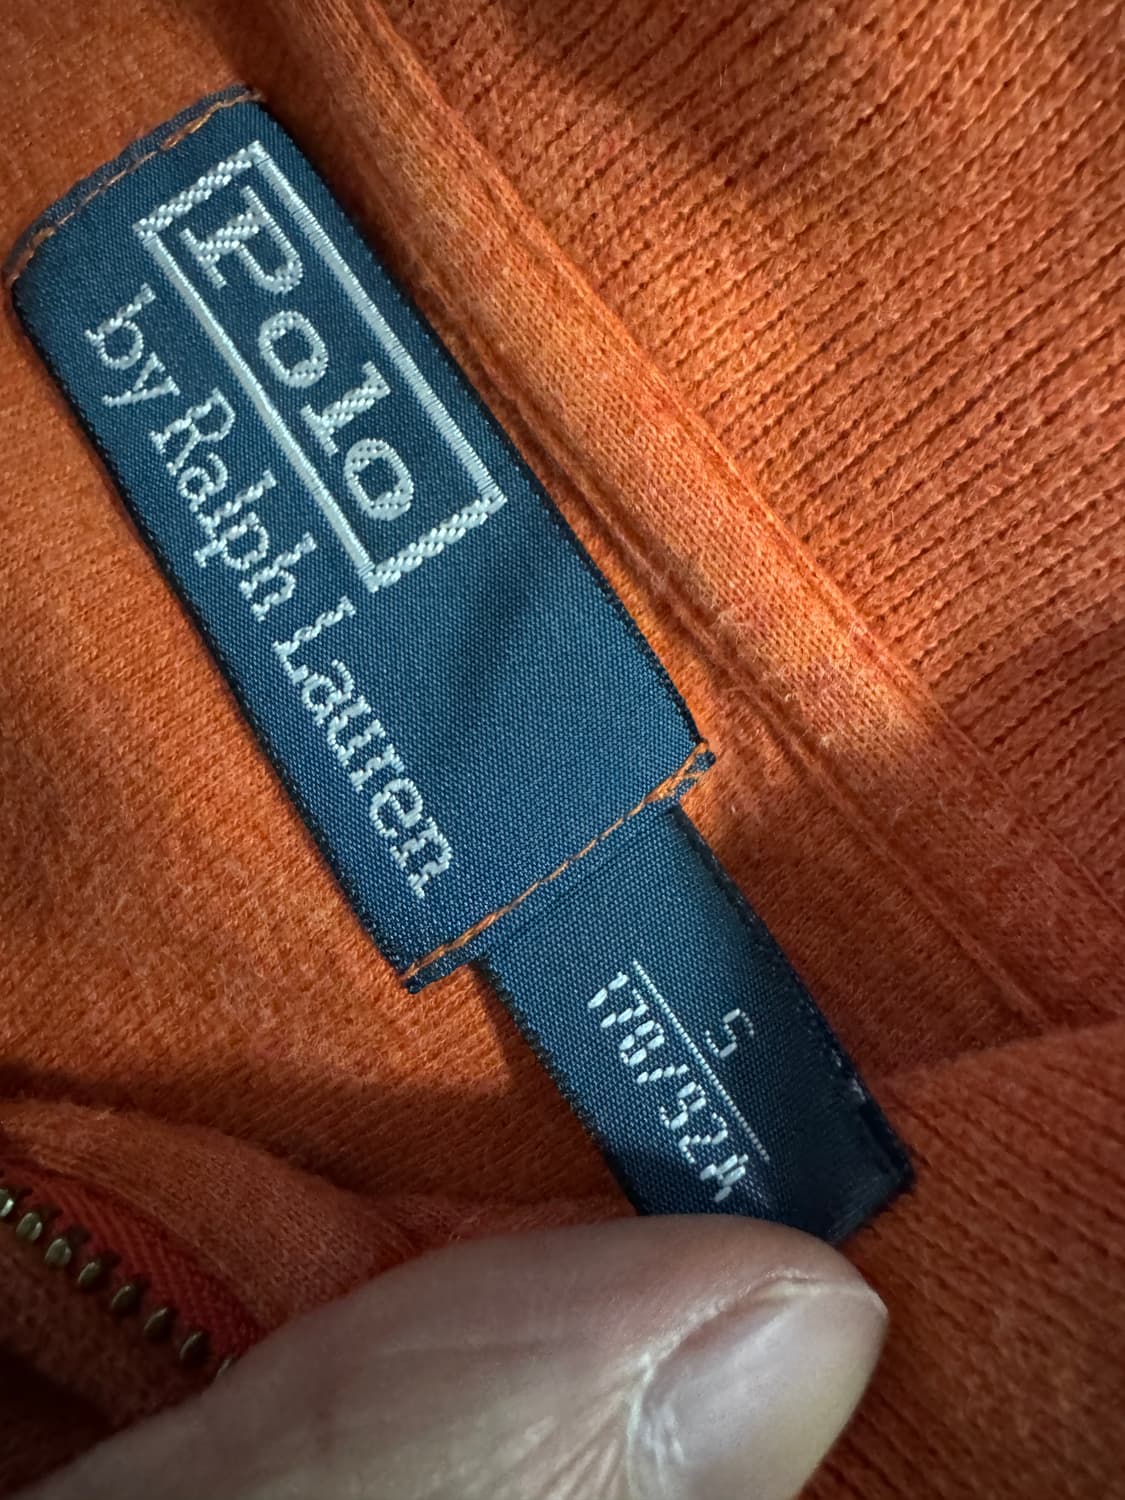 Polo
by Ralph Lauren
S
170/92A